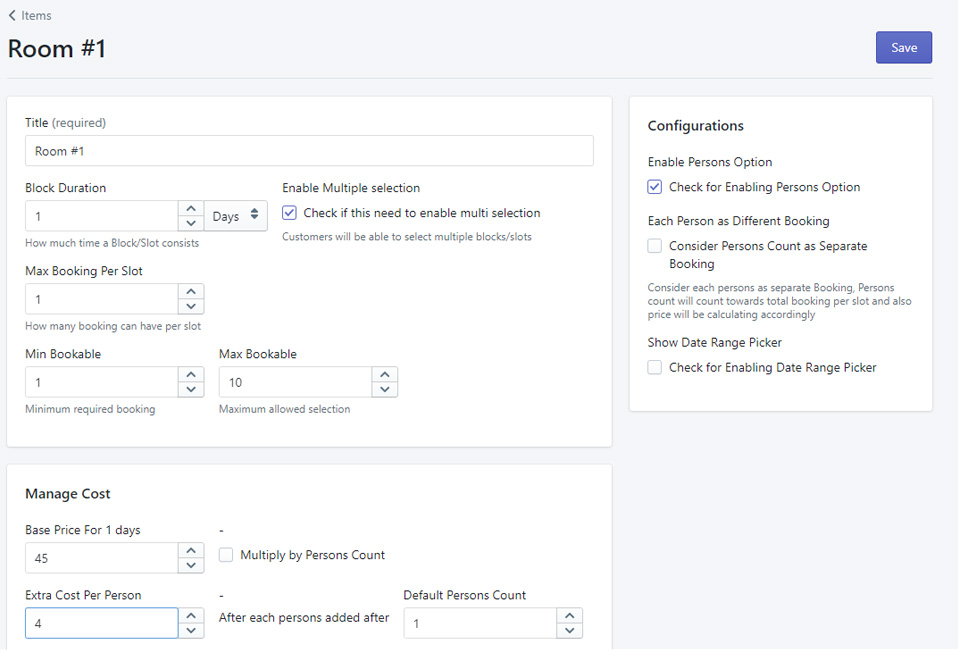 Items
Room #1
Save
Title (required)
Room #1
Block Duration
Enable Multiple selection
1
Days
Check if this need to enable multi selection
How much time a Block/Slot consists
Customers will be able to select multiple blocks/slots
Max Booking Per Slot
1
How many booking can have per slot
Min Bookable
Max Bookable
1
10
Minimum required booking
Maximum allowed selection
Configurations
Enable Persons Option
Check for Enabling Persons Option
Each Person as Different Booking
Consider Persons Count as Separate
Booking
Consider each persons as separate Booking, Persons
count will count towards total booking per slot and also
price will be calculating accordingly
Show Date Range Picker
Check for Enabling Date Range Picker
Manage Cost
Base Price For 1 days
-
45
Multiply by Persons Count
Extra Cost Per Person
-
Default Persons Count
4
After each persons added after
1